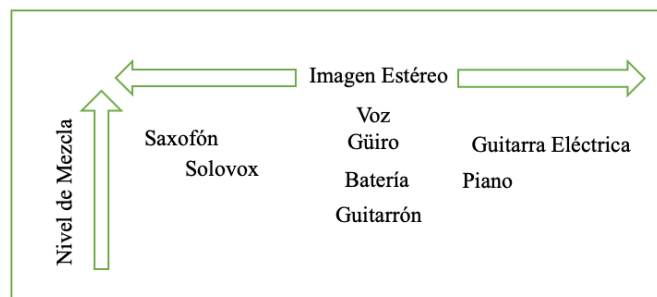 Imagen Estéreo
Voz
Saxofón
Güiro
Guitarra Eléctrica
Solovox
Batería
Piano
Guitarrón
Nivel de Mezcla